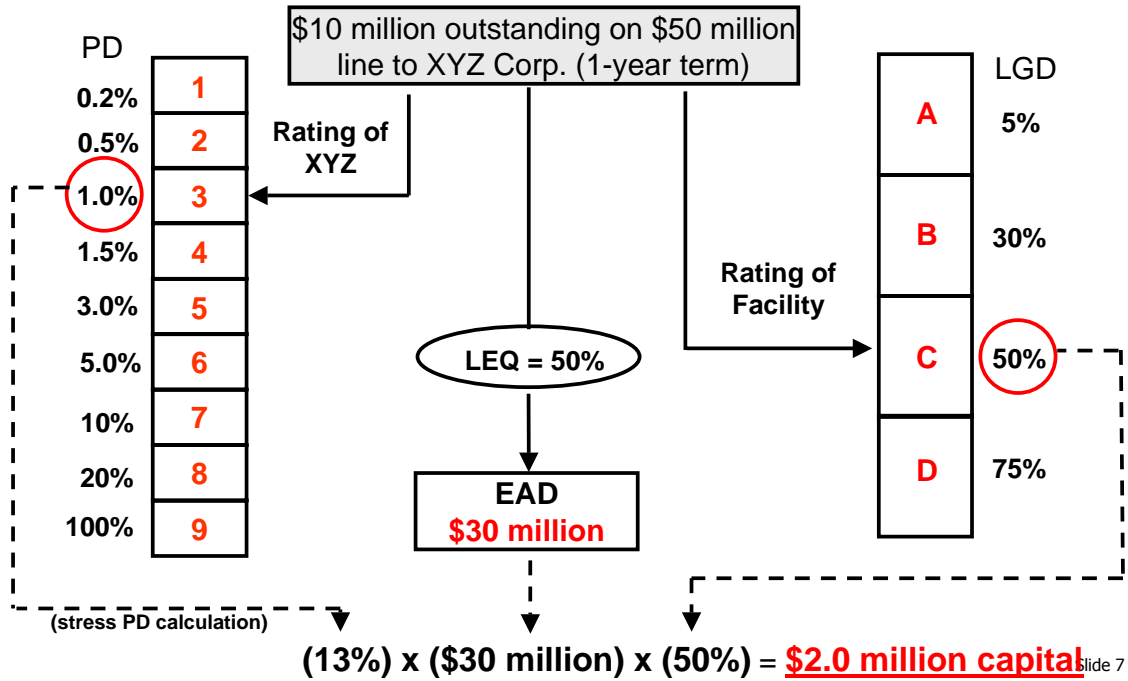 $10 million outstanding on $50 million
line to XYZ Corp. (1-year term)
PD
0.2%
1
0.5%
2
1.0%
3
1.5%
4
3.0%
5
5.0%
6
10%
7
20%
8
100%
9
Rating of
XYZ
LEQ = 50%
EAD
$30 million
Rating of
Facility
LGD
A
5%
B
30%
C
50%
D
75%
(stress PD calculation)
(13%) x ($30 million) x (50%) = $2.0 million capital
Slide 7